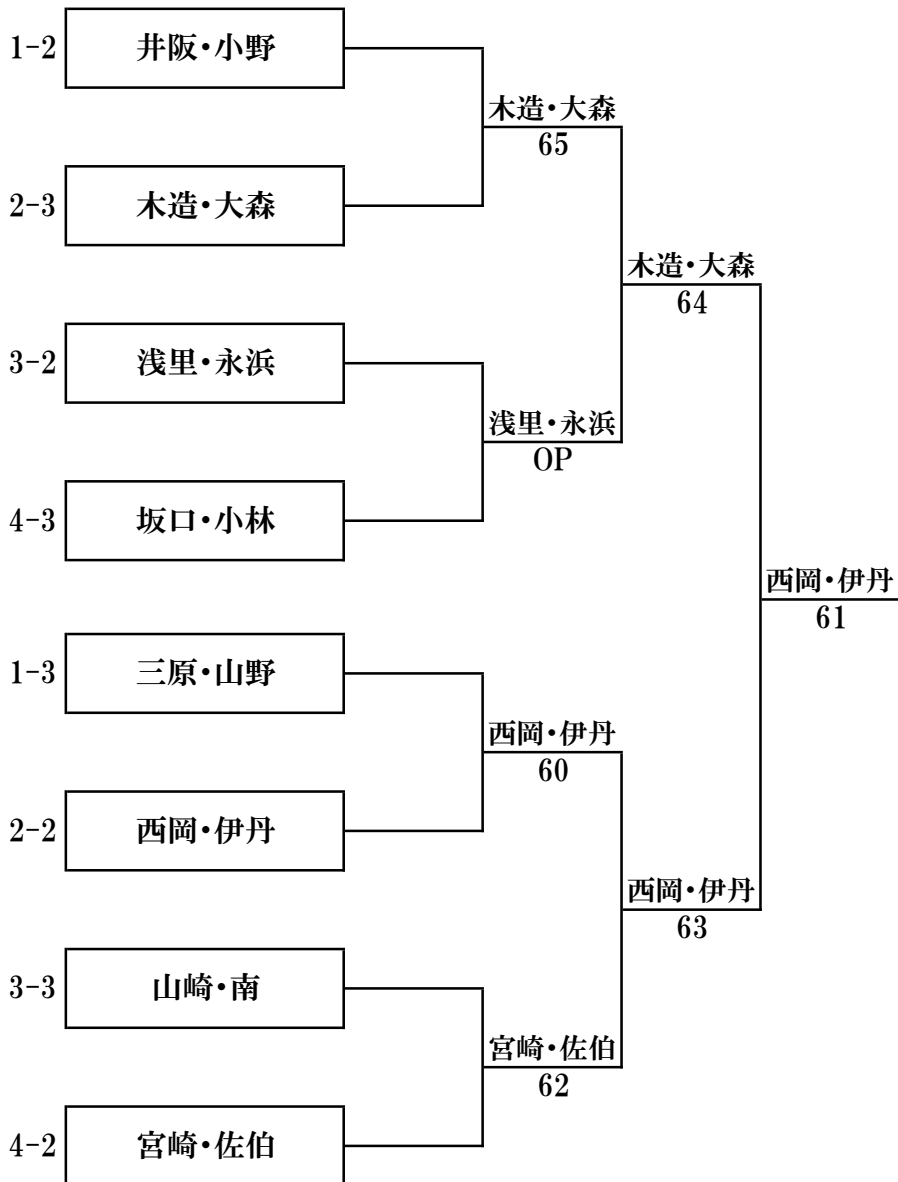 1-2 井阪・小野
木造・大森
65
2-3 木造・大森
木造・大森
64
3-2 浅里・永浜
浅里・永浜
OP
4-3 坂口・小林
西岡・伊丹
61
1-3 三原・山野
西岡・伊丹
60
2-2 西岡・伊丹
西岡・伊丹
63
3-3 山崎・南
宮崎・佐伯
62
4-2 宮崎・佐伯